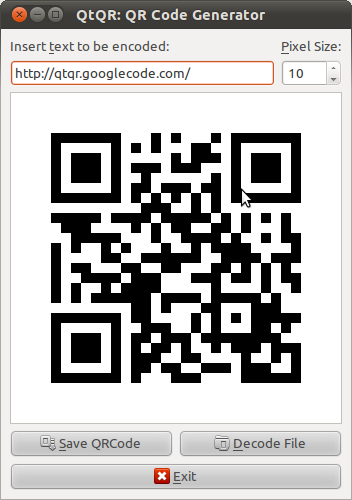 QtQR: QR Code Generator
Insert text to be encoded: Pixel Size:
http://qtqr.googlecode.com/ 10
Save QRCode Decode File
Exit